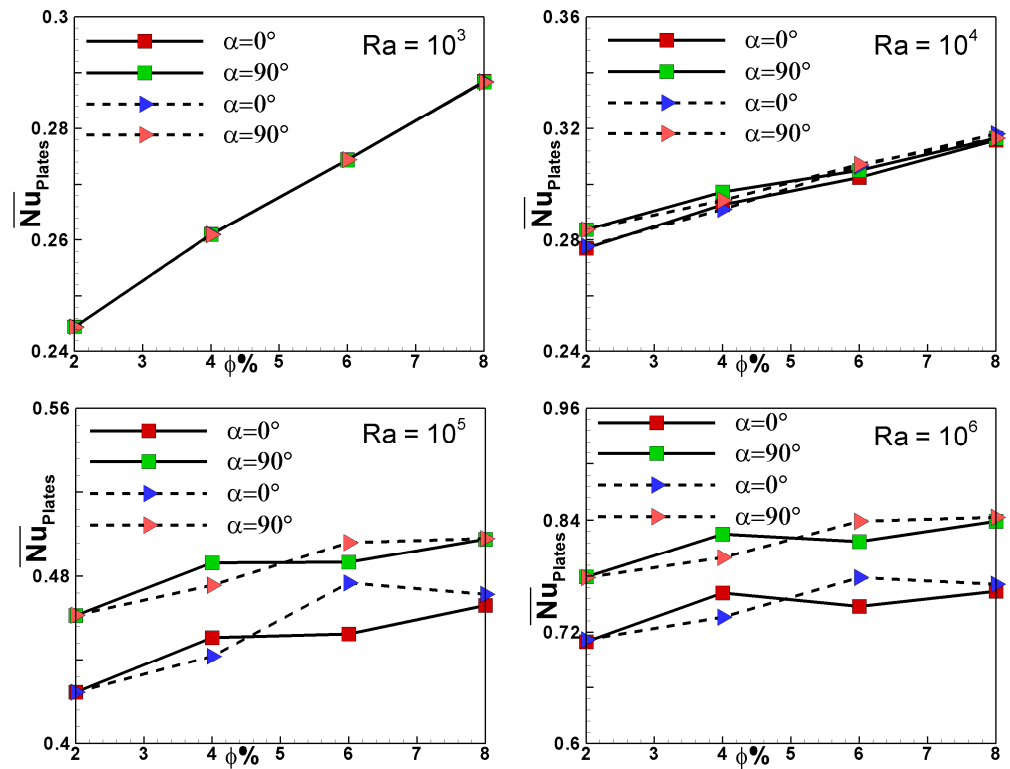 0.3
α=0°
Ra = 10³
α=90°
α=0°
α=90°
0.28
0.26
0.24
N̅u̅Plates
2 3 4 5 6 7 8
ϕ%
0.36
α=0°
Ra = 10⁴
α=90°
α=0°
α=90°
0.32
0.28
0.24
N̅u̅Plates
2 3 4 5 6 7 8
ϕ%
0.56
α=0°
Ra = 10⁵
α=90°
α=0°
α=90°
0.48
0.4
N̅u̅Plates
2 3 4 5 6 7 8
ϕ%
0.96
α=0°
Ra = 10⁶
α=90°
α=0°
α=90°
0.84
0.72
0.6
N̅u̅Plates
2 3 4 5 6 7 8
ϕ%